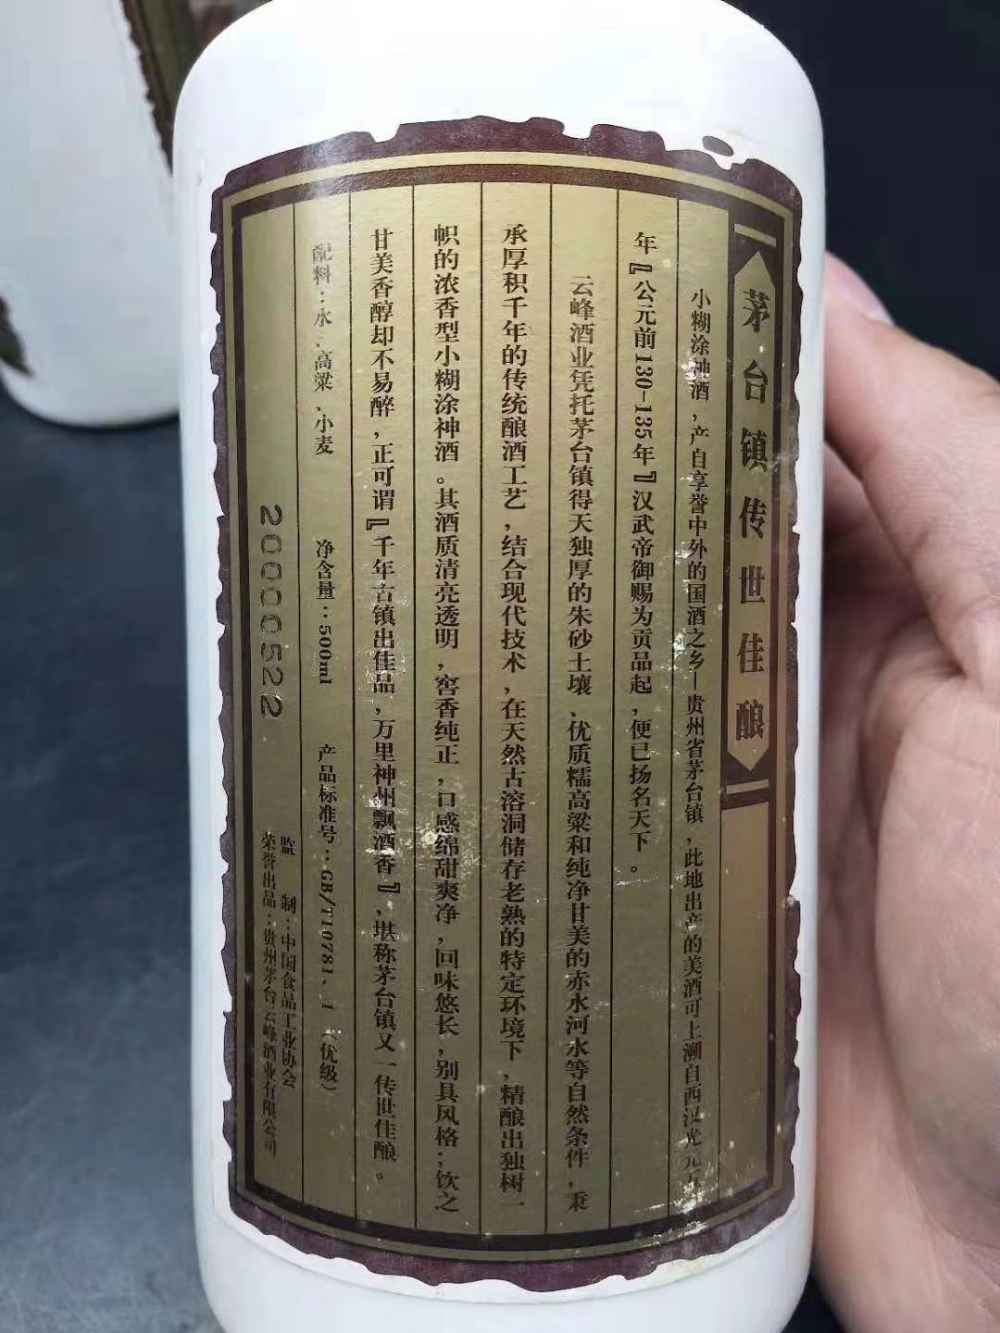 茅台镇传世佳酿
小糊涂神酒，产自享誉中外的国酒之乡—贵州省茅台镇，此地出产的美酒可上溯自西汉光元五
年『公元前130-135年』汉武帝御赐为贡品起，便已扬名天下。
云峰酒业凭托茅台镇得天独厚的朱砂土壤、优质糯高粱和纯净甘美的赤水河水等自然条件，秉
承厚积千年的传统酿酒工艺，结合现代技术，在天然古溶洞储存老熟的特定环境下，精酿出独树一
帜的浓香型小糊涂神酒。其酒质清亮透明，窖香纯正，口感绵甜爽净，回味悠长，别具风格；饮之
甘美香醇却不易醉，正可谓『千年古镇出佳品，万里神州飘酒香』，堪称茅台镇又一传世佳酿。
配料：水、高粱、小麦 净含量：500ml 产品标准号：GB/T10781.1（优级）
监 制：中国食品工业协会
荣誉出品：贵州茅台云峰酒业有限公司
20000522